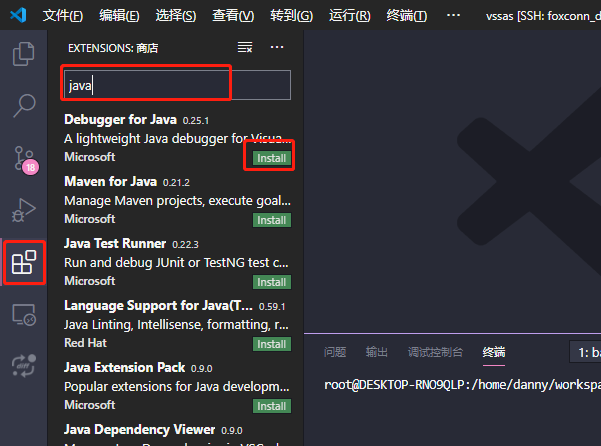 文件(F) 编辑(E) 选择(S) 查看(V) 转到(G) 运行(R) 终端(T) ··· vssas [SSH: foxconn_d
EXTENSIONS: 商店 ···
java
Debugger for Java 0.25.1
A lightweight Java debugger for Visua...
Microsoft Install
Maven for Java 0.21.2
Manage Maven projects, execute goal...
Microsoft Install
Java Test Runner 0.22.3
Run and debug JUnit or TestNG test c...
Microsoft Install
Language Support for Java(T... 0.59.1
Java Linting, Intellisense, formatting, r...
Red Hat Install
Java Extension Pack 0.9.0
Popular extensions for Java developm...
Microsoft Install
Java Dependency Viewer 0.9.0
18
diff
问题 输出 调试控制台 终端 1: ba
root@DESKTOP-RNO9QLP:/home/danny/workspa